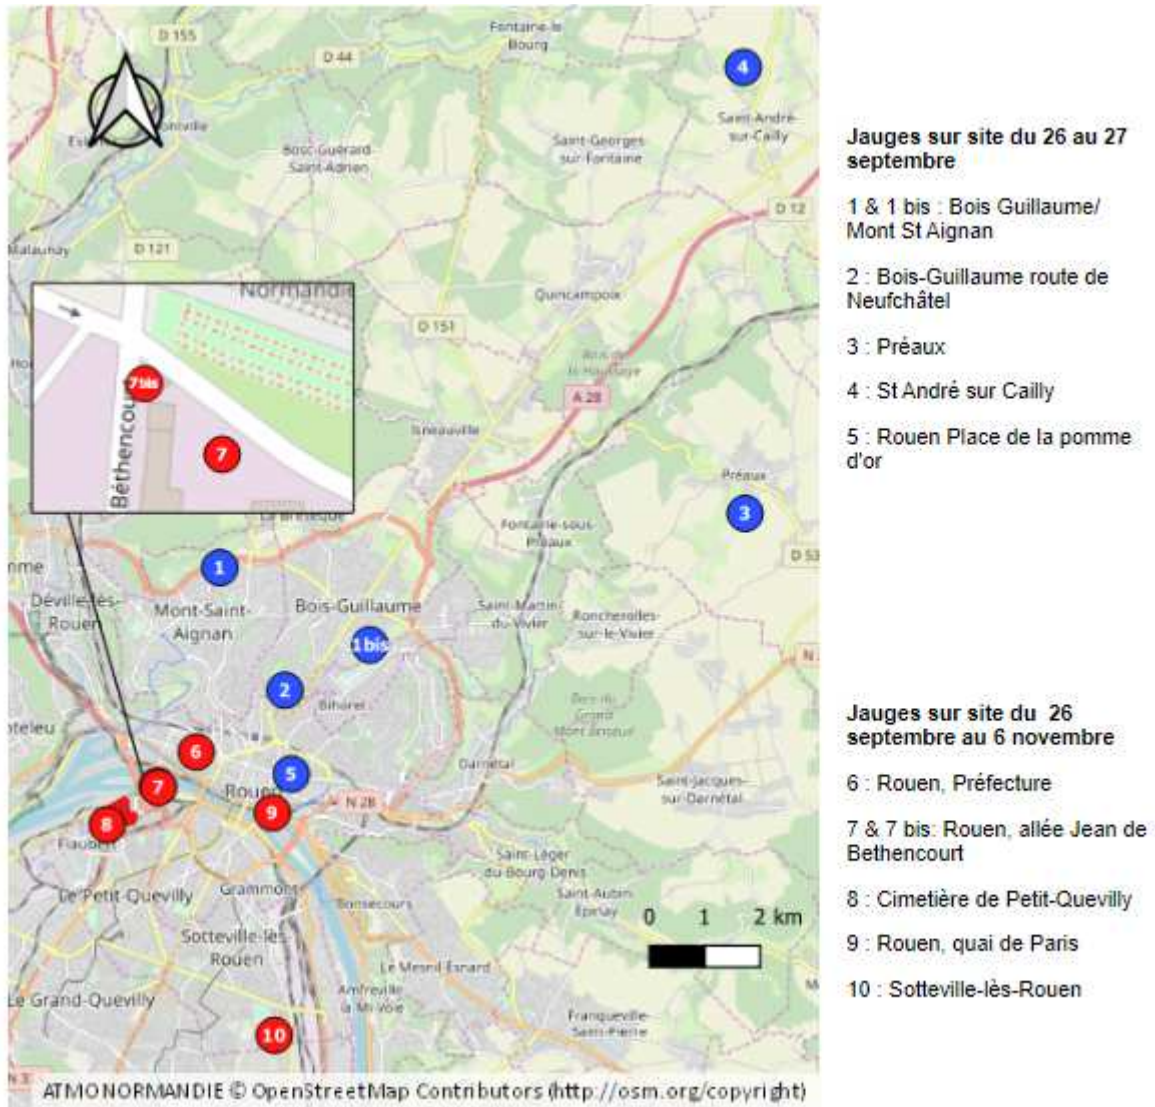 D 155
Fontaine-le-
Bourg
D 44
4
Saint-André-
sur-Cailly
Bosc-Guérard-
Saint-Adrien
Saint-Georges-
sur-Fontaine
D 12
Malaunay
D 121
Normandie
Quincampoix
D 151
7bis
Béthencourt
7
A 28
Isneauville
Préaux
3
La Bretèque
Fontaine-sous-
Préaux
D 53
1
Déville-lès-
Rouen
Mont-Saint-
Aignan
Bois-Guillaume
Saint-Martin-
du-Vivier
Roncherolles-
sur-le-Vivier
1bis
2
Bihorel
6
5
Darnétal
7
Rouen
9
N 28
Saint-Jacques-
sur-Darnétal
8
Flaubert
Saint-Léger
du-Bourg-Denis
Le Petit-Quevilly
Grammont
Bonsecours
Saint-Aubin-
Epinay
0 1 2 km
Sotteville-lès-
Rouen
Le Mesnil Esnard
Le Grand-Quevilly
Amfreville
la Mi-Voie
Franqueville-
Saint-Pierre
10
ATMONORMANDIE © OpenStreetMap Contributors (http://osm.org/copyright)
Jauges sur site du 26 au 27
septembre
1 & 1 bis : Bois Guillaume/
Mont St Aignan
2 : Bois-Guillaume route de
Neufchâtel
3 : Préaux
4 : St André sur Cailly
5 : Rouen Place de la pomme
d'or
Jauges sur site du 26
septembre au 6 novembre
6 : Rouen, Préfecture
7 & 7 bis: Rouen, allée Jean de
Bethencourt
8 : Cimetière de Petit-Quevilly
9 : Rouen, quai de Paris
10 : Sotteville-lès-Rouen